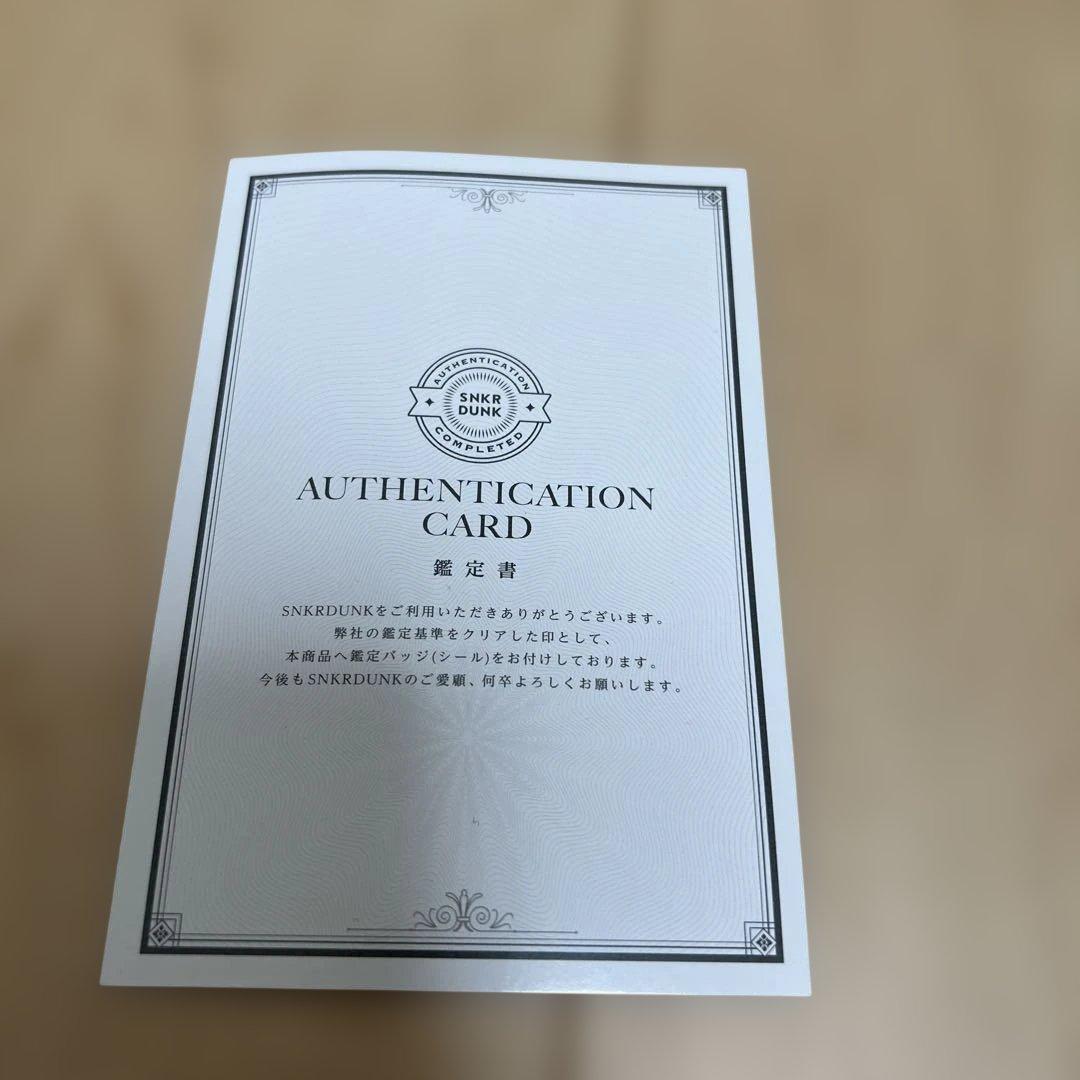 AUTHENTICATION
SNKR
DUNK
COMPLETED
AUTHENTICATION
CARD
鑑定書
SNKRDUNKをご利用いただきありがとうございます。
弊社の鑑定基準をクリアした印として、
本商品へ鑑定バッジ(シール)をお付けしております。
今後もSNKRDUNKのご愛顧、何卒よろしくお願いします。